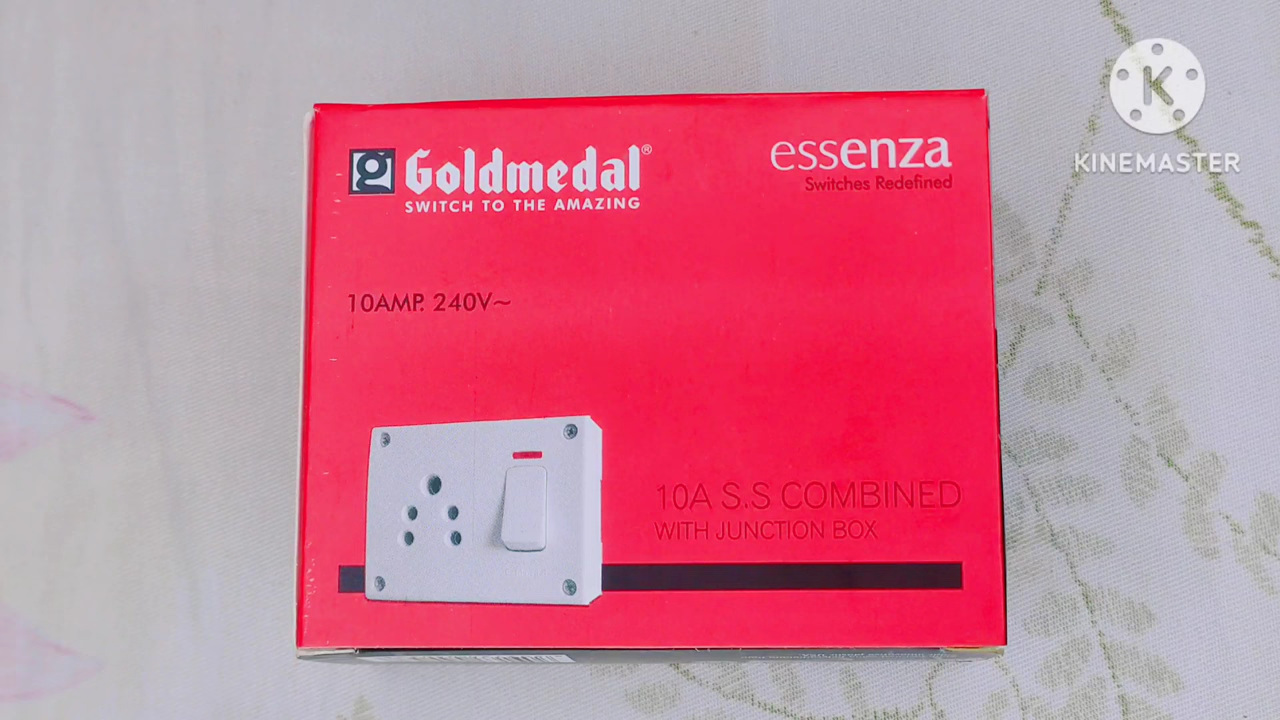 Goldmedal®
SWITCH TO THE AMAZING
essenza
Switches Redefined
KINEMASTER
10AMP. 240V~
10A S.S COMBINED
WITH JUNCTION BOX